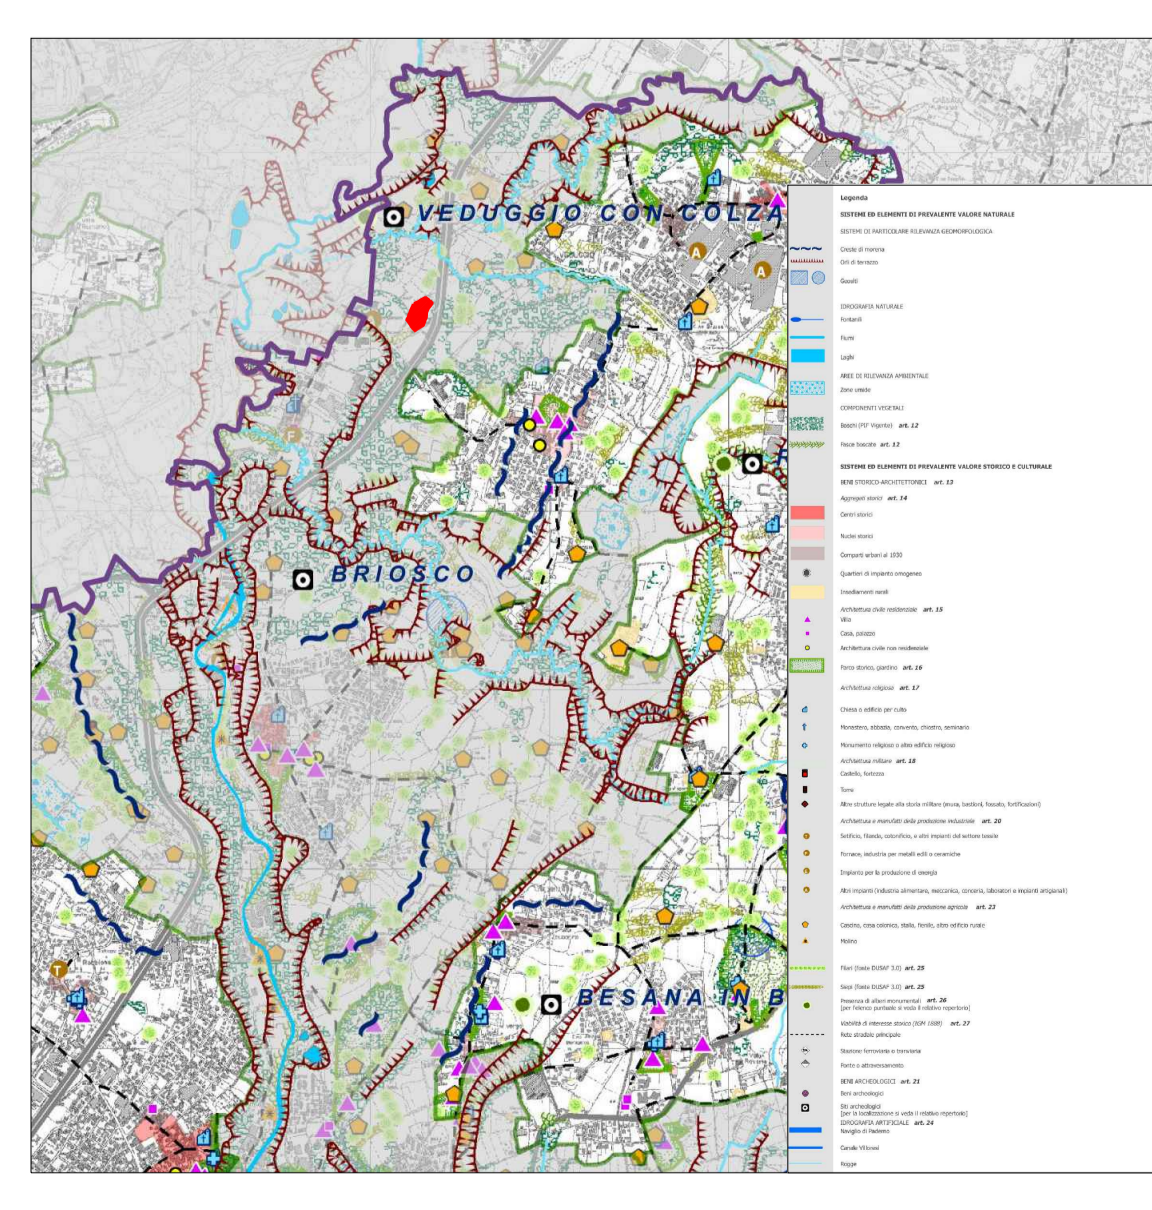 VEDUGGIO CON COLZA
A
A
F
BRIOSCO
T
BESANA IN B
Legenda
SISTEMI ED ELEMENTI DI PREVALENTE VALORE NATURALE
SISTEMI DI PARTICOLARE RILEVANZA GEOMORFOLOGICA
Creste di morena
Orli di terrazzo
Geositi
IDROGRAFIA NATURALE
Fontanili
Fiumi
Laghi
AREE DI RILEVANZA AMBIENTALE
Zone umide
COMPONENTI VEGETALI
Boschi (PIF Vigente) art. 12
Fasce boscate art. 12
SISTEMI ED ELEMENTI DI PREVALENTE VALORE STORICO E CULTURALE
BENI STORICO-ARCHITETTONICI art. 13
Aggregati storici art. 14
Centri storici
Nuclei storici
Comparti urbani al 1930
Quartieri di impianto omogeneo
Insediamenti rurali
Architettura civile residenziale art. 15
Villa
Casa, palazzo
Architettura civile non residenziale
Parco storico, giardino art. 16
Architettura religiosa art. 17
Chiesa o edificio per culto
Monastero, abbazia, convento, chiostro, seminario
Monumento religioso o altro edificio religioso
Architettura militare art. 18
Castello, fortezza
Torre
Altre strutture legate alla storia militare (mura, bastioni, fossato, fortificazioni)
Architettura e manufatti della produzione industriale art. 20
Setificio, filanda, cotonificio, e altri impianti del settore tessile
Fornace, industria per metalli edili o ceramiche
Impianto per la produzione di energia
Altri impianti (industria alimentare, meccanica, conceria, laboratori e impianti artigianali)
Architettura e manufatti della produzione agricola art. 23
Cascina, casa colonica, stalla, fienile, altro edificio rurale
Molino
Filari (fonte DUSAF 3.0) art. 25
Siepi (fonte DUSAF 3.0) art. 25
Presenza di alberi monumentali art. 26
[per l'elenco puntuale si veda il relativo repertorio]
Viabilità di interesse storico (IGM 1888) art. 27
Rete stradale principale
Stazione ferroviaria o tranviaria
Ponte o attraversamento
BENI ARCHEOLOGICI art. 21
Beni archeologici
Siti archeologici
[per la localizzazione si veda il relativo repertorio]
IDROGRAFIA ARTIFICIALE art. 24
Naviglio di Paderno
Canale Villoresi
Rogge